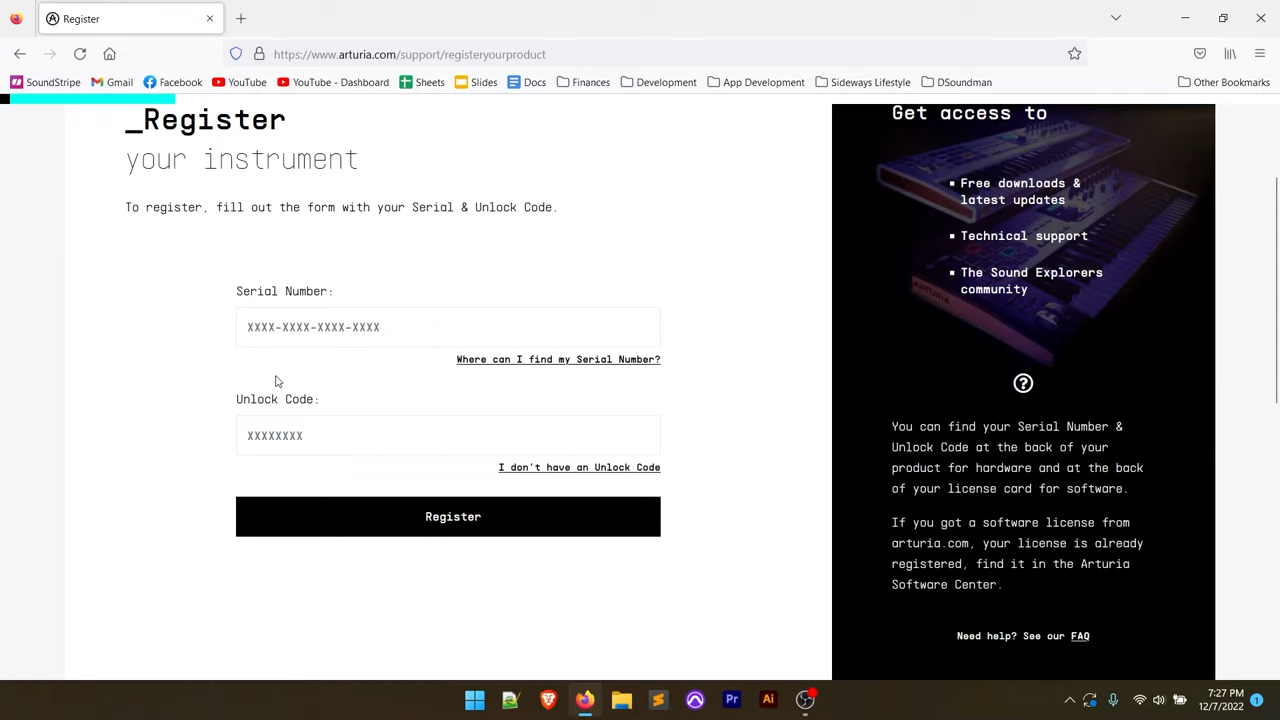 Register
https://www.arturia.com/support/registeryourproduct
SoundStripe
Gmail
Facebook
YouTube
YouTube - Dashboard
Sheets
Slides
Docs
Finances
Development
App Development
Sideways Lifestyle
DSoundman
Other Bookmarks
_Register
your instrument
To register, fill out the form with your Serial & Unlock Code.
Serial Number:
XXXX-XXXX-XXXX-XXXX
Where can I find my Serial Number?
Unlock Code:
XXXXXXXX
I don't have an Unlock Code
Register
Get access to
Free downloads &
latest updates
Technical support
The Sound Explorers
community
ARTURIA
You can find your Serial Number &
Unlock Code at the back of your
product for hardware and at the back
of your license card for software.
If you got a software license from
arturia.com, your license is already
registered, find it in the Arturia
Software Center.
Need help? See our FAQ
Pr
Ai
7:27 PM
12/7/2022
1